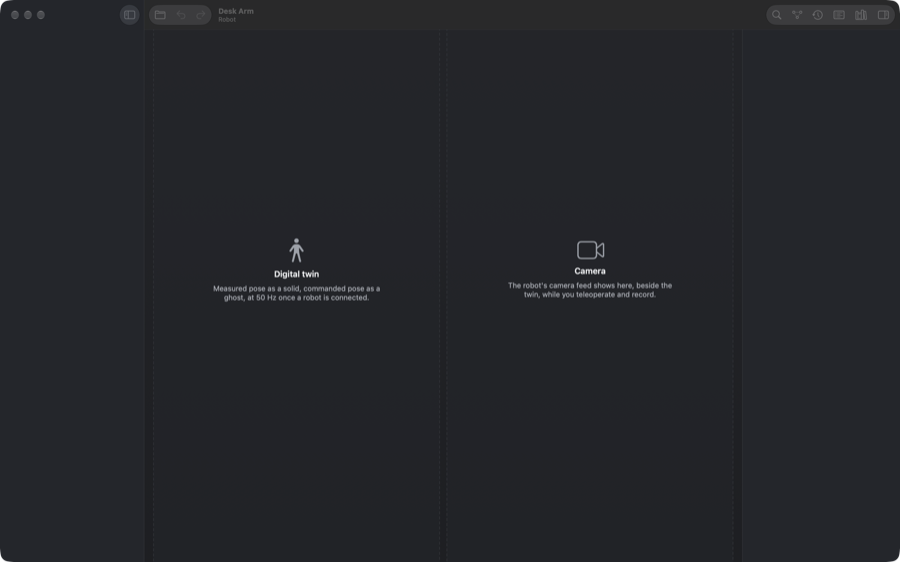 Desk Arm
Robot
Digital twin
Measured pose as a solid, commanded pose as a
ghost, at 50 Hz once a robot is connected.
Camera
The robot's camera feed shows here, beside the
twin, while you teleoperate and record.